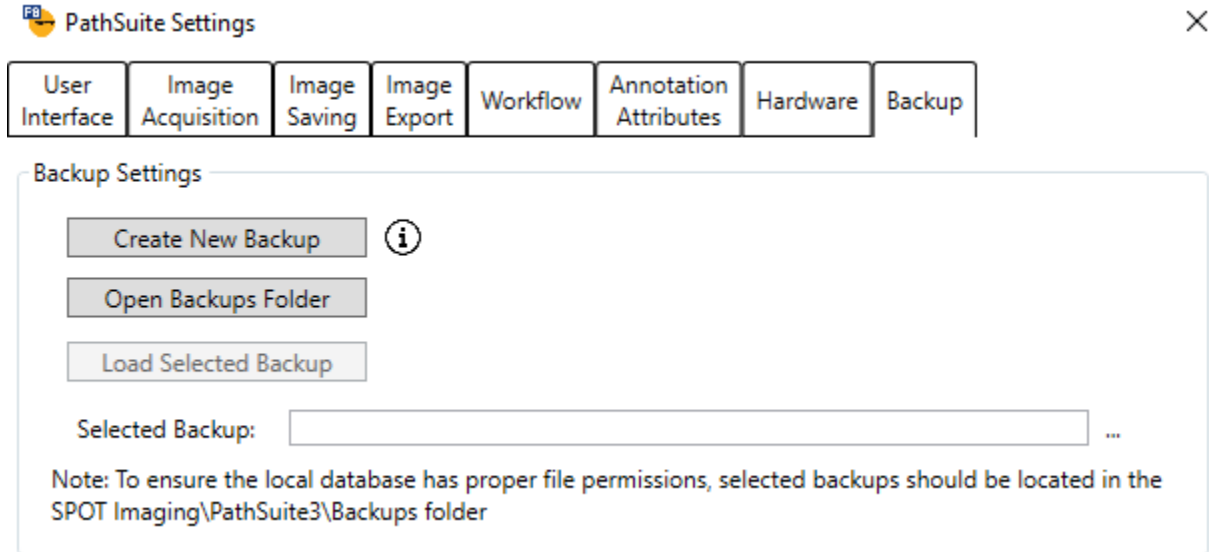 F8
PathSuite Settings
User
Interface
Image
Acquisition
Image
Saving
Image
Export
Workflow
Annotation
Attributes
Hardware
Backup
Backup Settings
Create New Backup
i
Open Backups Folder
Load Selected Backup
Selected Backup:
...
Note: To ensure the local database has proper file permissions, selected backups should be located in the
SPOT Imaging\PathSuite3\Backups folder